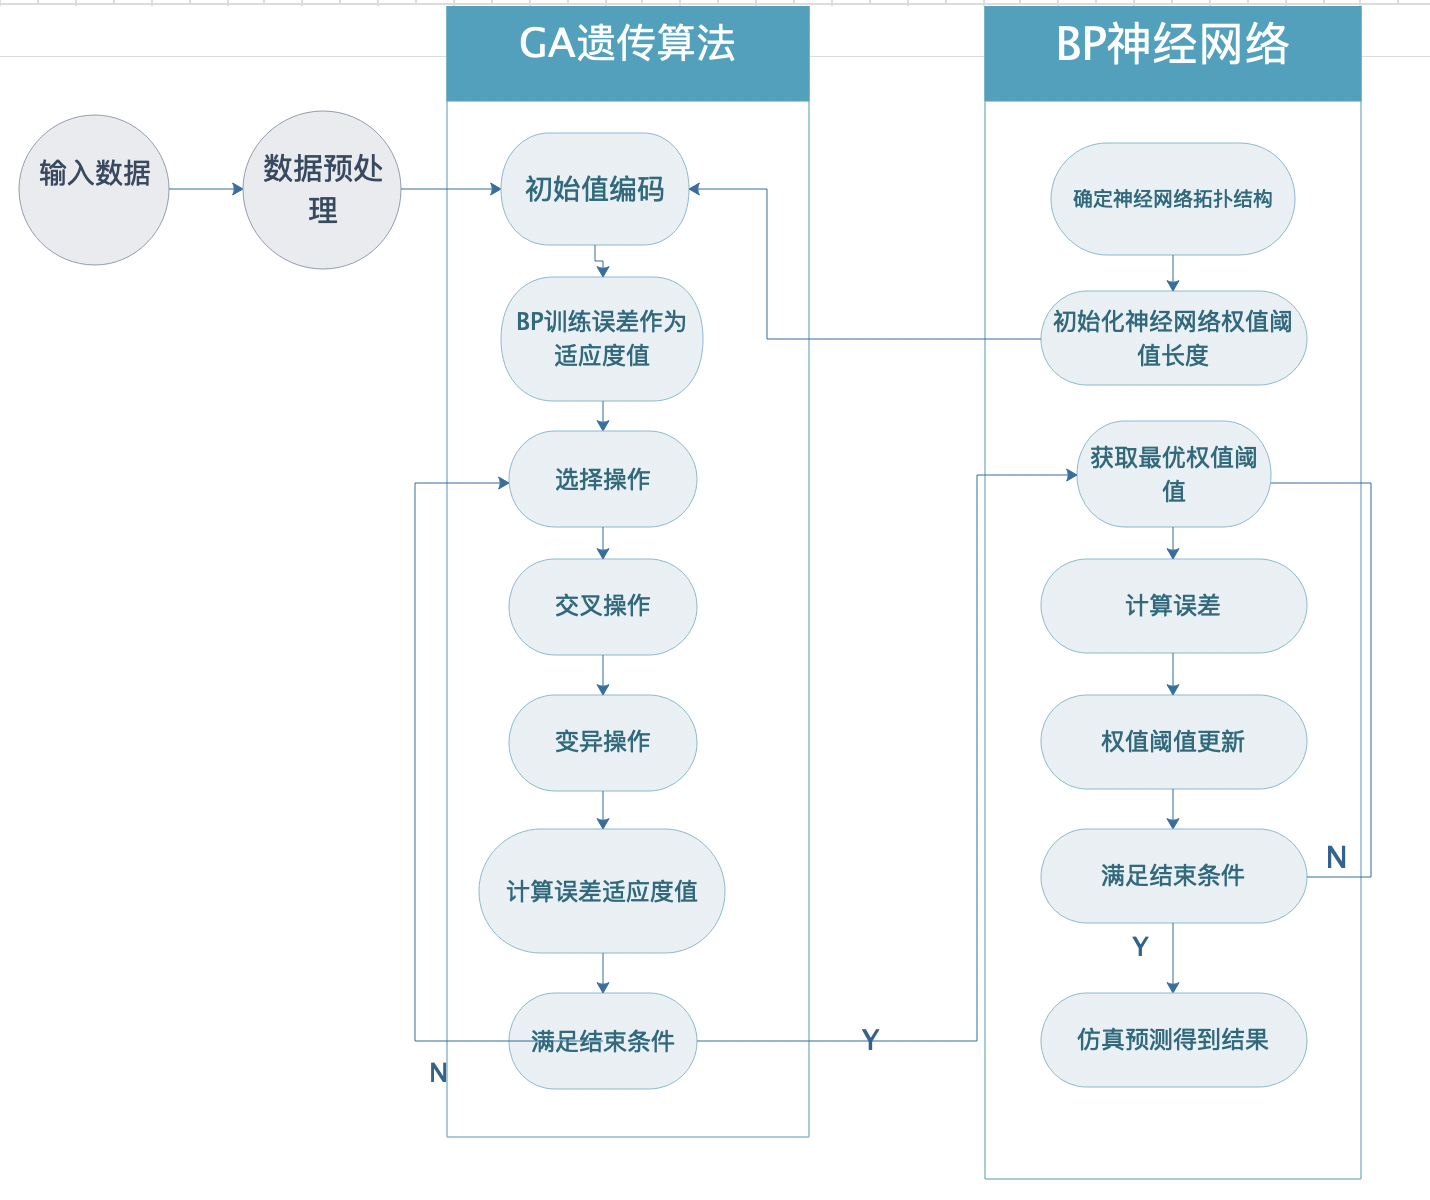 GA遗传算法
BP神经网络
输入数据
数据预处
理
初始值编码
BP训练误差作为
适应度值
选择操作
交叉操作
变异操作
计算误差适应度值
满足结束条件
N
Y
确定神经网络拓扑结构
初始化神经网络权值阈
值长度
获取最优权值阈
值
计算误差
权值阈值更新
满足结束条件
N
Y
仿真预测得到结果